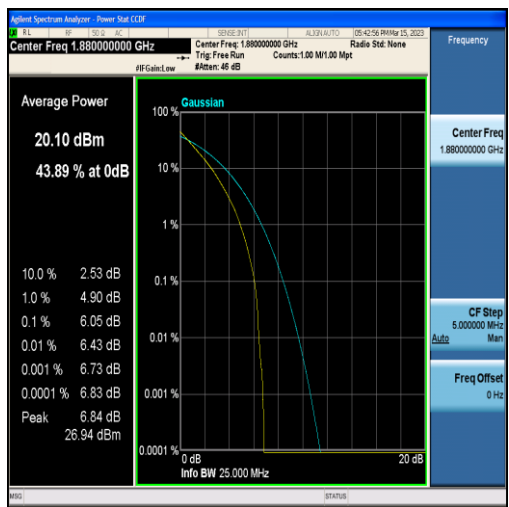 Agilent Spectrum Analyzer - Power Stat CCDF
RL RF 50 Ω AC SENSE:INT ALIGN AUTO 05:42:56 PM Mar 15, 2023
Center Freq 1.880000000 GHz
Center Freq: 1.880000000 GHz Radio Std: None
Trig: Free Run Counts:1.00 M/1.00 Mpt
#IFGain:Low #Atten: 46 dB
Frequency
Average Power
20.10 dBm
43.89 % at 0dB
10.0 % 2.53 dB
1.0 % 4.90 dB
0.1 % 6.05 dB
0.01 % 6.43 dB
0.001 % 6.73 dB
0.0001 % 6.83 dB
Peak 6.84 dB
26.94 dBm
Gaussian
100 %
10 %
1 %
0.1 %
0.01 %
0.001 %
0.0001 %
0 dB 20 dB
Info BW 25.000 MHz
Center Freq
1.880000000 GHz
CF Step
5.000000 MHz
Auto Man
Freq Offset
0 Hz
MSG STATUS